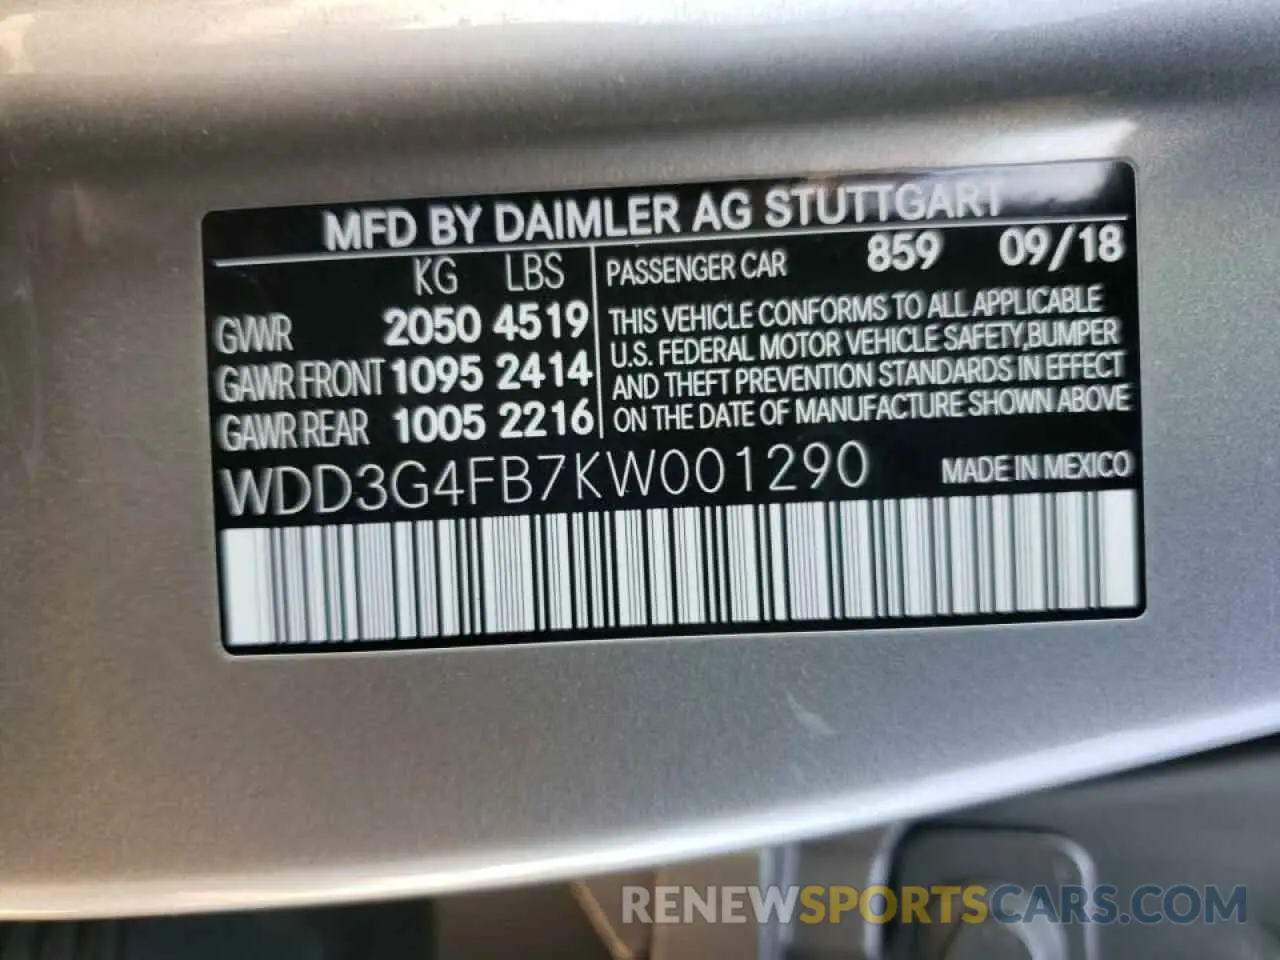 MFD BY DAIMLER AG STUTTGART
KG LBS
GVWR 2050 4519
GAWR FRONT 1095 2414
GAWR REAR 1005 2216
PASSENGER CAR 859 09/18
THIS VEHICLE CONFORMS TO ALL APPLICABLE
U.S. FEDERAL MOTOR VEHICLE SAFETY,BUMPER
AND THEFT PREVENTION STANDARDS IN EFFECT
ON THE DATE OF MANUFACTURE SHOWN ABOVE
WDD3G4FB7KW001290 MADE IN MEXICO
RENEWSPORTSCARS.COM